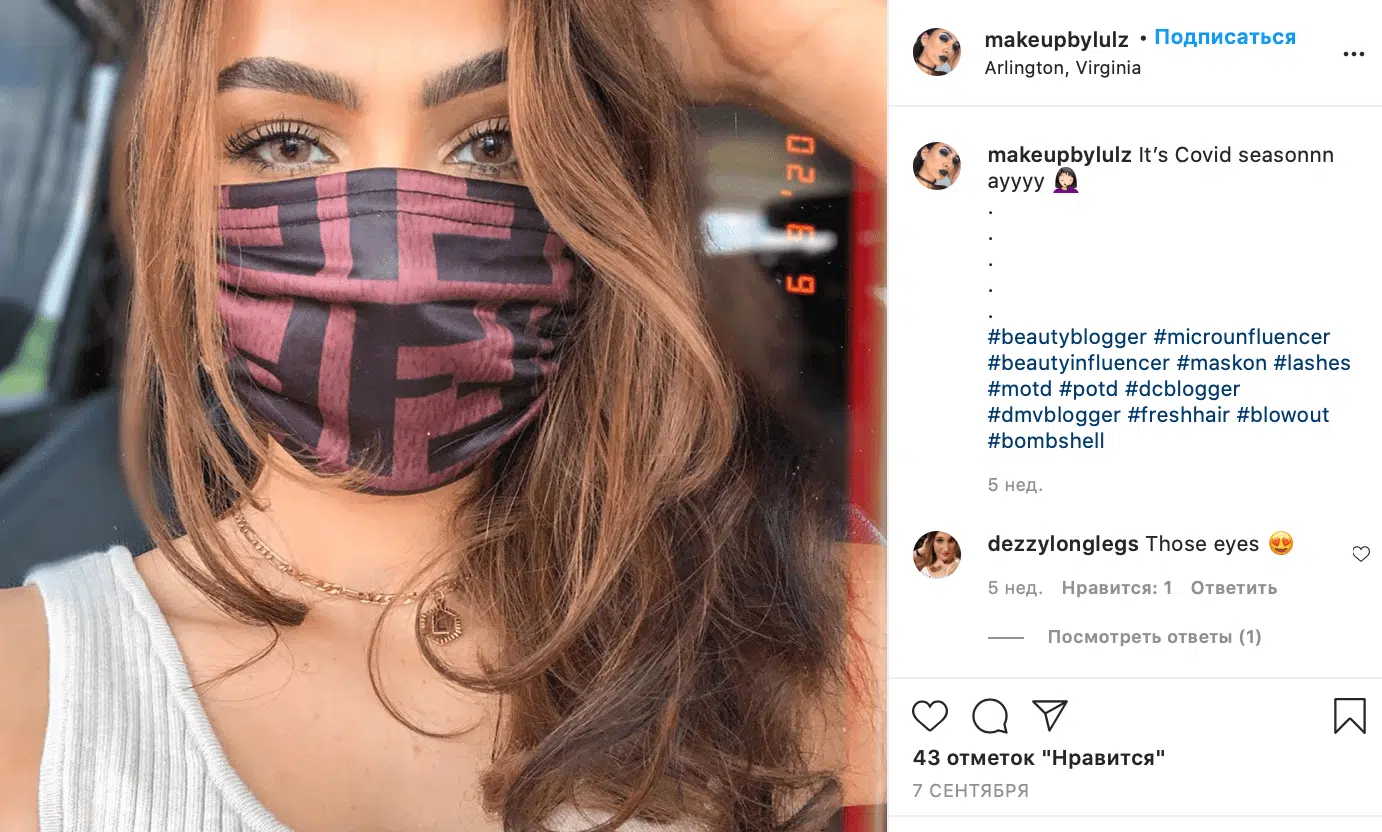 makeupbylulz • Подписаться
Arlington, Virginia
makeupbylulz It’s Covid seasonnn
ayyyy 🤦🏻‍♀️
.
.
.
.
.
#beautyblogger #microunfluencer
#beautyinfluencer #maskon #lashes
#motd #potd #dcblogger
#dmvblogger #freshhair #blowout
#bombshell
5 нед.
dezzylonglegs Those eyes 😍
5 нед. Нравится: 1 Ответить
Посмотреть ответы (1)
43 отметок "Нравится"
7 СЕНТЯБРЯ
L